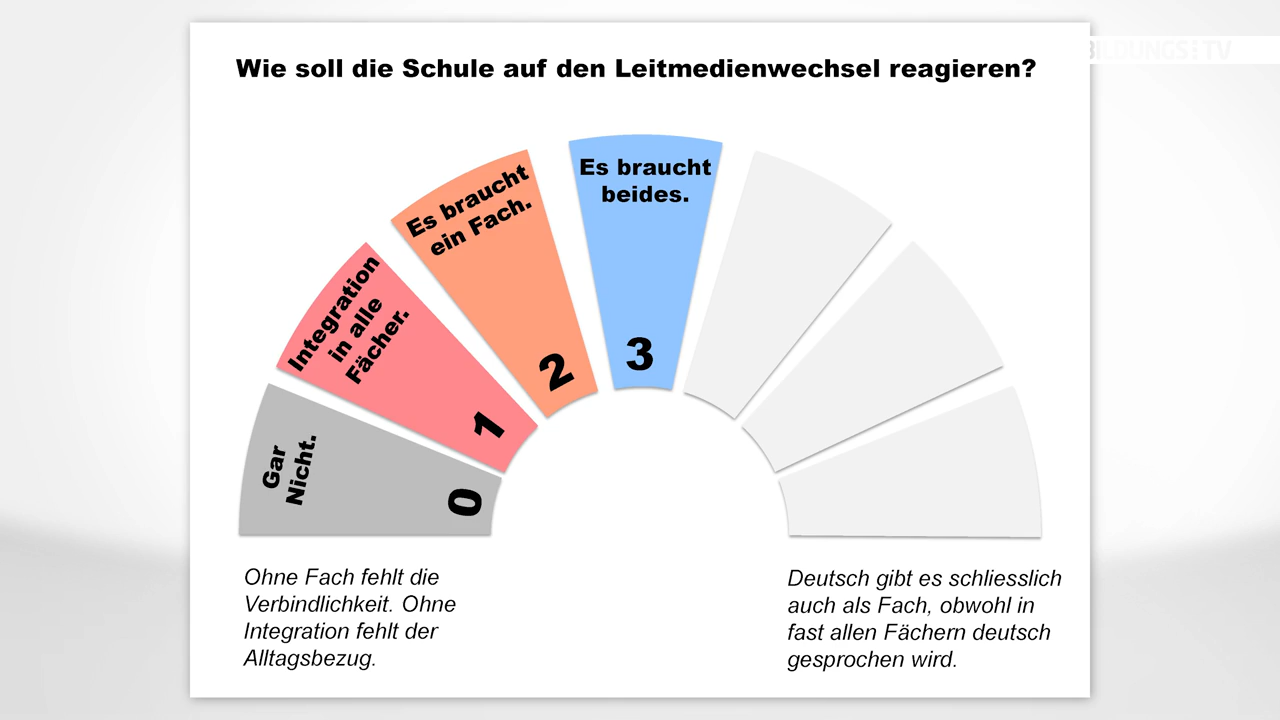 BILDUNGS:TV
Wie soll die Schule auf den Leitmedienwechsel reagieren?
Gar
Nicht.
0
Integration
in alle
Fächer.
1
Es braucht
ein Fach.
2
Es braucht
beides.
3
Ohne Fach fehlt die
Verbindlichkeit. Ohne
Integration fehlt der
Alltagsbezug.
Deutsch gibt es schliesslich
auch als Fach, obwohl in
fast allen Fächern deutsch
gesprochen wird.